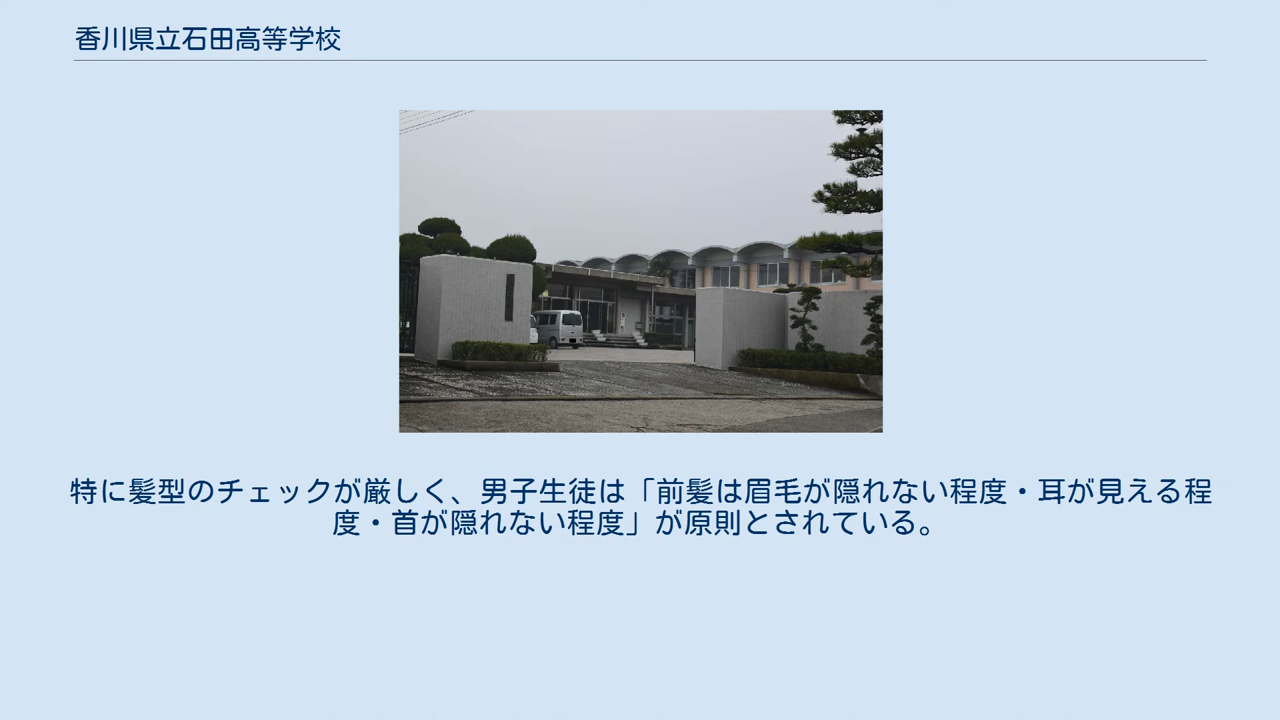 香川県立石田高等学校
特に髪型のチェックが厳しく、男子生徒は「前髪は眉毛が隠れない程度・耳が見える程
度・首が隠れない程度」が原則とされている。